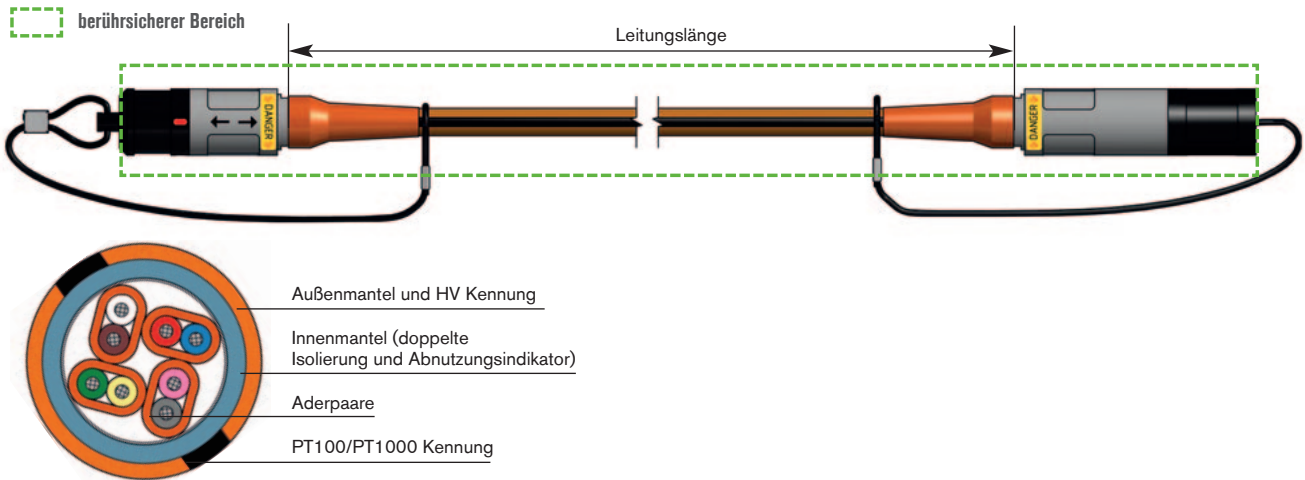 berührsicherer Bereich
Leitungslänge
DANGER
DANGER
Außenmantel und HV Kennung
Innenmantel (doppelte
Isolierung und Abnutzungsindikator)
Aderpaare
PT100/PT1000 Kennung